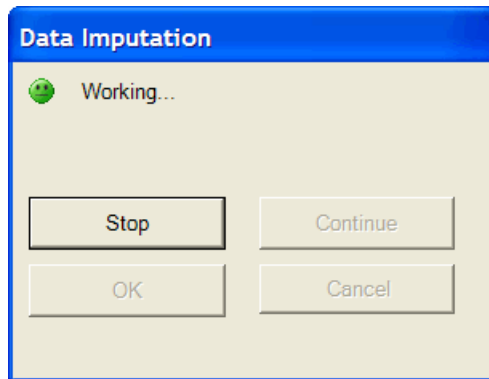 Data Imputation
Working...
Stop
Continue
OK
Cancel